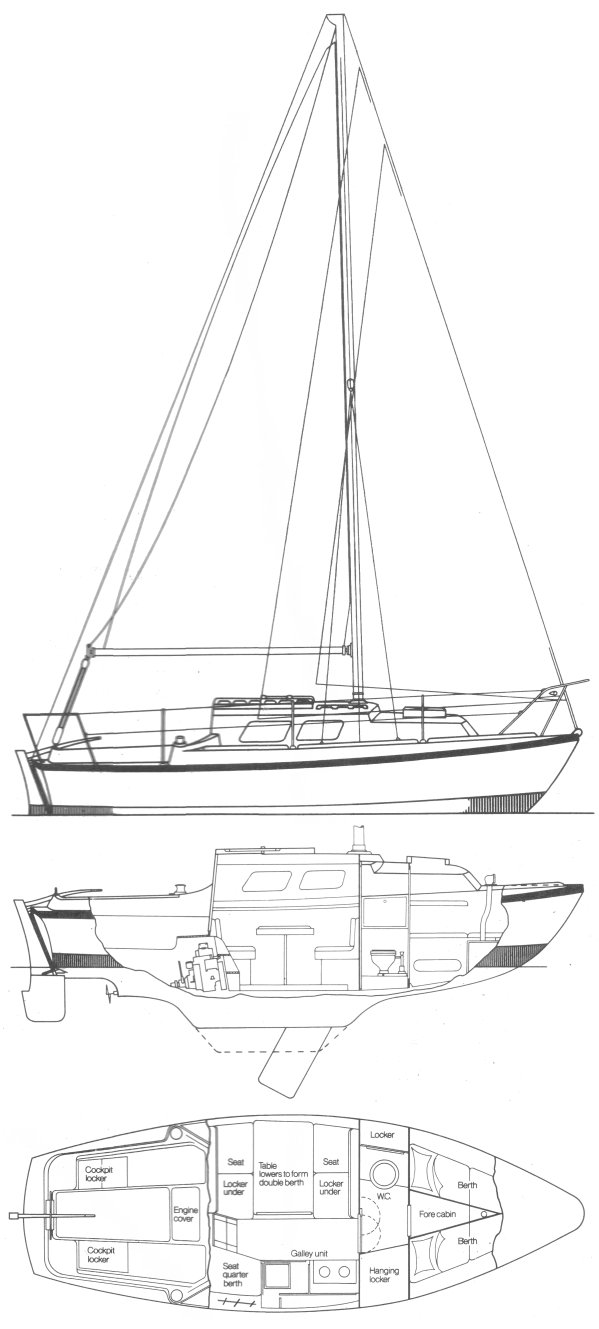 Cockpit
locker
Engine
cover
Cockpit
locker
Seat
Locker
under
Table
lowers to form
double berth
Seat
Locker
under
Seat
quarter
berth
Galley unit
Locker
W.C.
Hanging
locker
Fore cabin
Berth
Berth